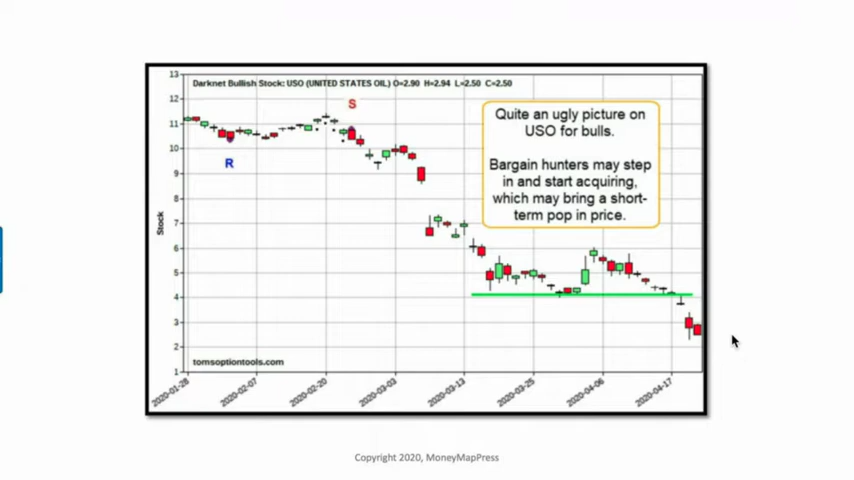 13
Darknet Bullish Stock: USO (UNITED STATES OIL) O=2.90 H=2.94 L=2.50 C=2.50
12
S
Quite an ugly picture on
USO for bulls.
11
10
R
Bargain hunters may step
in and start acquiring,
which may bring a short-
term pop in price.
9
8
7
Stock
6
5
4
3
2
tomsoptiontools.com
1
2020-01-28
2020-02-07
2020-02-20
2020-03-03
2020-03-13
2020-03-25
2020-04-06
2020-04-17
Copyright 2020, MoneyMapPress